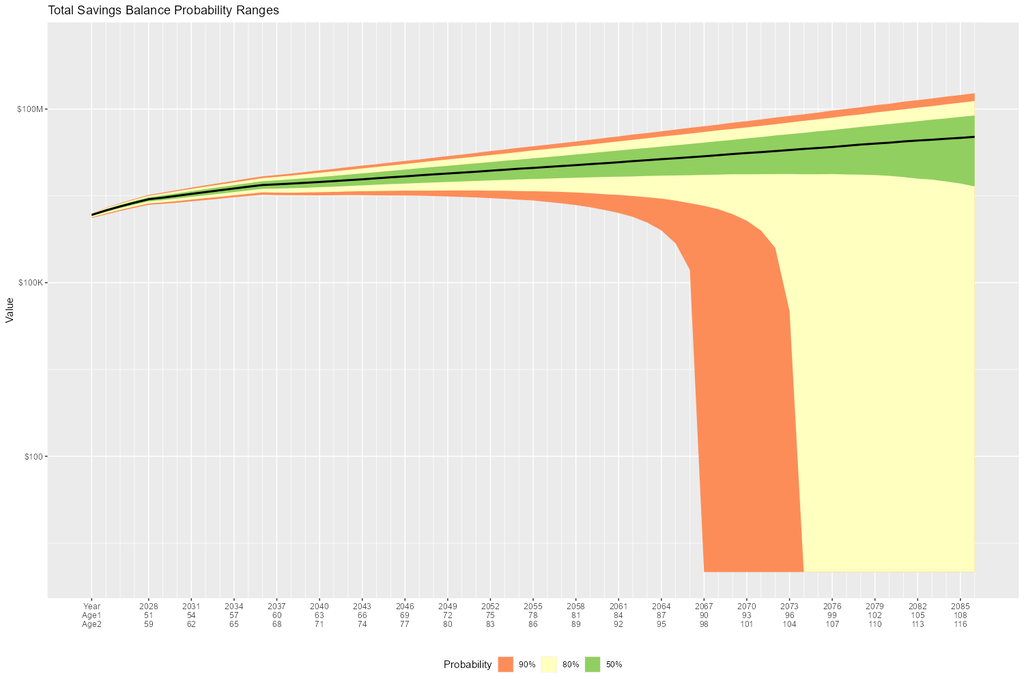 Total Savings Balance Probability Ranges
$100M
$100K
$100
Value
Year 2028 2031 2034 2037 2040 2043 2046 2049 2052 2055 2058 2061 2064 2067 2070 2073 2076 2079 2082 2085
Age1 51 54 57 60 63 66 69 72 75 78 81 84 87 90 93 96 99 102 105 108
Age2 59 62 65 68 71 74 77 80 83 86 89 92 95 98 101 104 107 110 113 116
Probability 90% 80% 50%